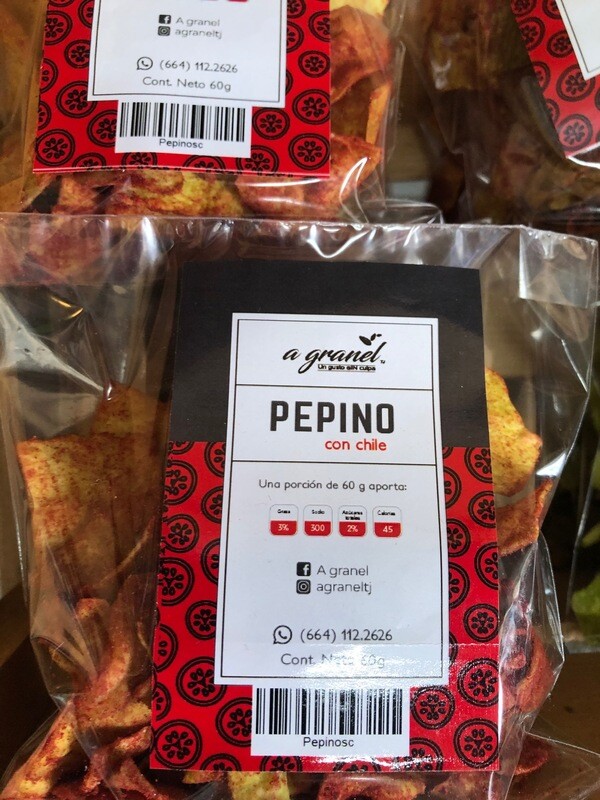 A granel
agraneltj
(664) 112.2626
Cont. Neto 60g
Pepinosc
a granel
Un gusto sIN culpa
PEPINO
con chile
Una porción de 60 g aporta:
Grasa Sodio Azúcares totales Calorías
3% 300 2% 45
A granel
agraneltj
(664) 112.2626
Cont. Neto 60g
Pepinosc